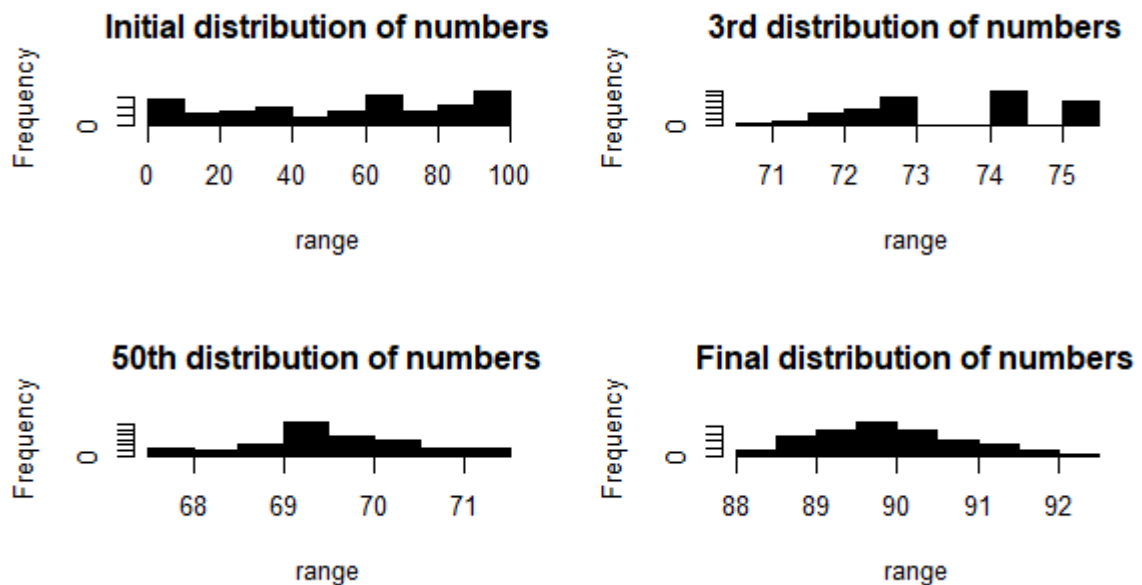 Initial distribution of numbers
Frequency
0
0 20 40 60 80 100
range
3rd distribution of numbers
Frequency
0
71 72 73 74 75
range
50th distribution of numbers
Frequency
0
68 69 70 71
range
Final distribution of numbers
Frequency
0
88 89 90 91 92
range